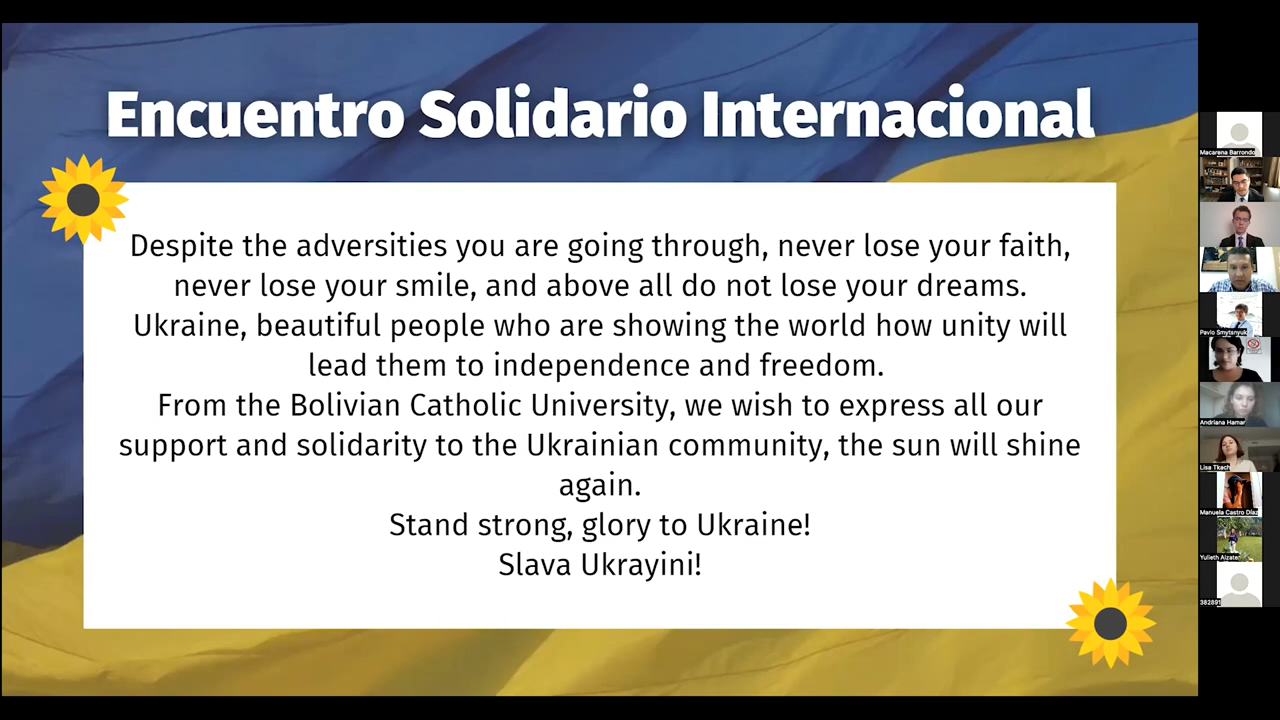 Encuentro Solidario Internacional
Despite the adversities you are going through, never lose your faith,
never lose your smile, and above all do not lose your dreams.
Ukraine, beautiful people who are showing the world how unity will
lead them to independence and freedom.
From the Bolivian Catholic University, we wish to express all our
support and solidarity to the Ukrainian community, the sun will shine
again.
Stand strong, glory to Ukraine!
Slava Ukrayini!
Macarena Barrondo
Pavlo Smytsnyuk
Andriana Hamar
Lisa Tkach
Manuela Castro Díaz
Yulieth Alzate
382891